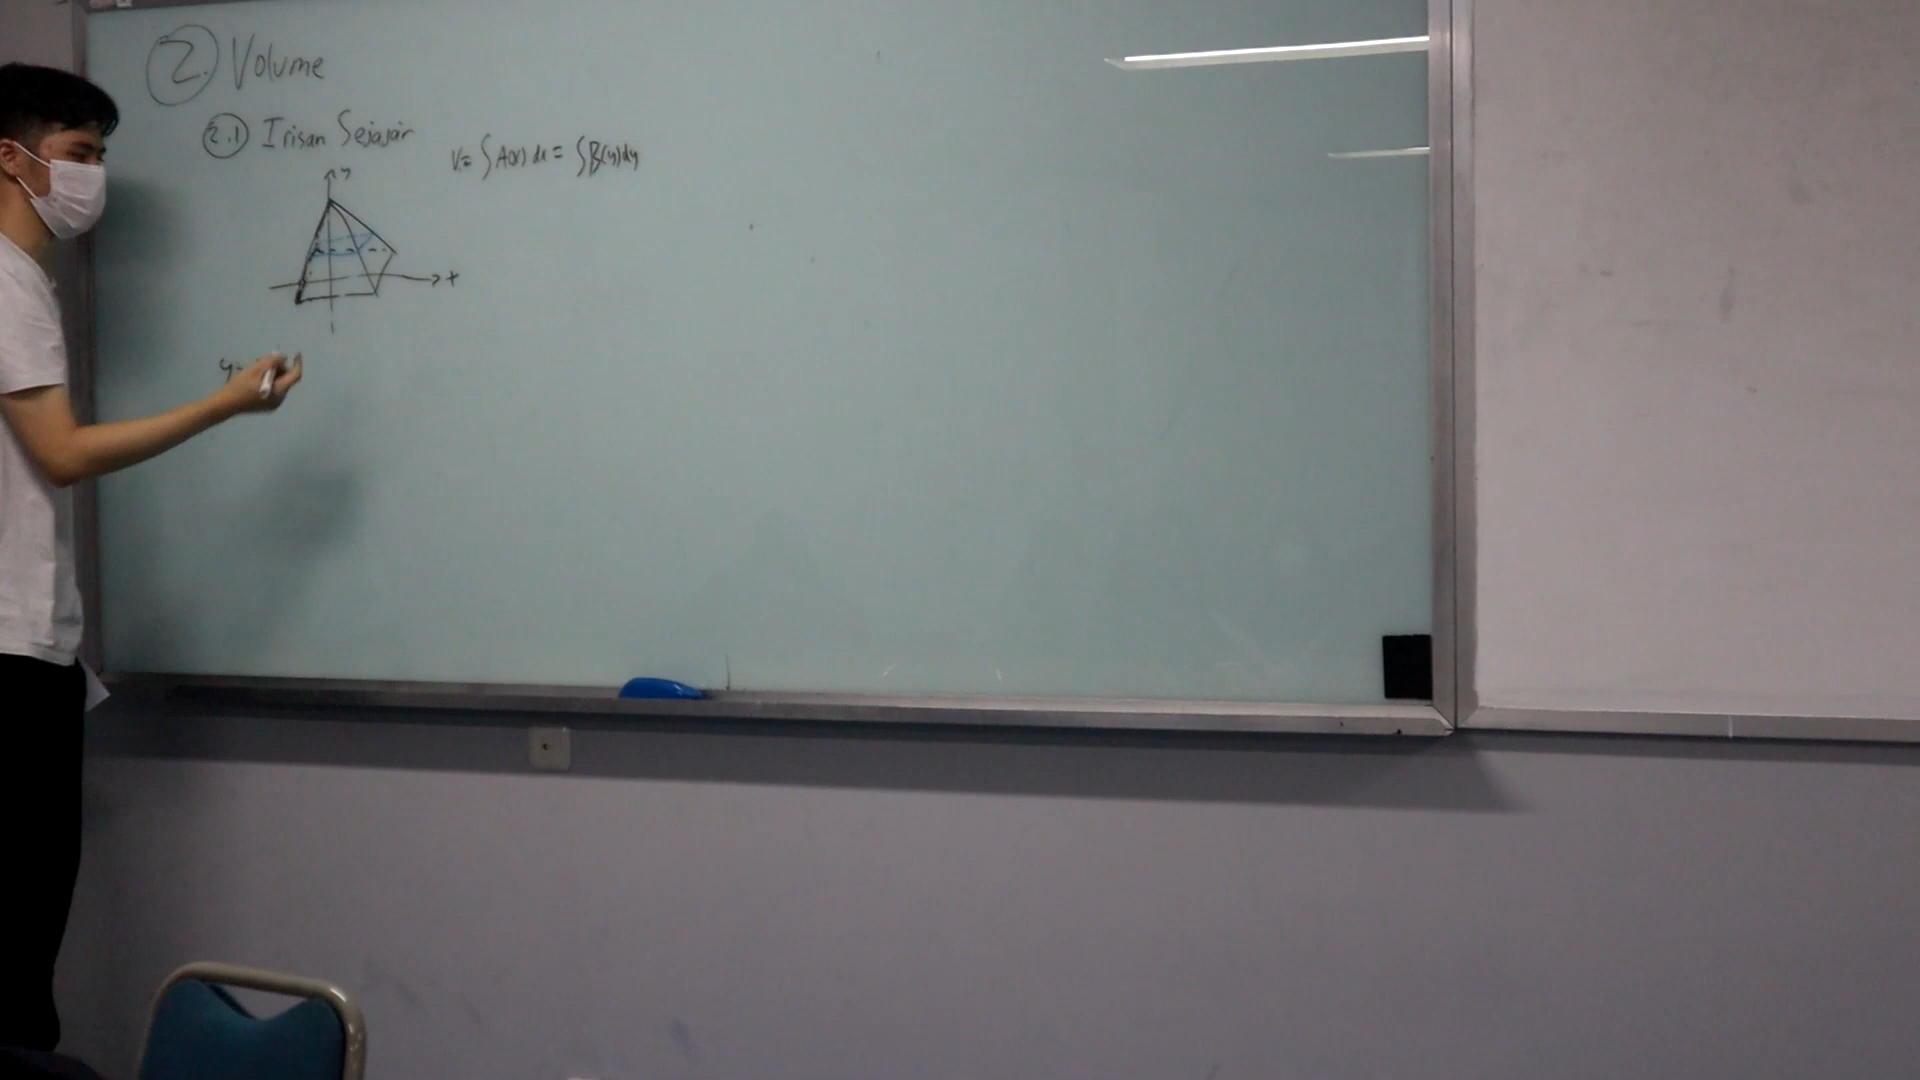 2. Volume
2.1 Irisan Sejajar
V = ∫A(x) dx = ∫B(y) dy
y
x
y=